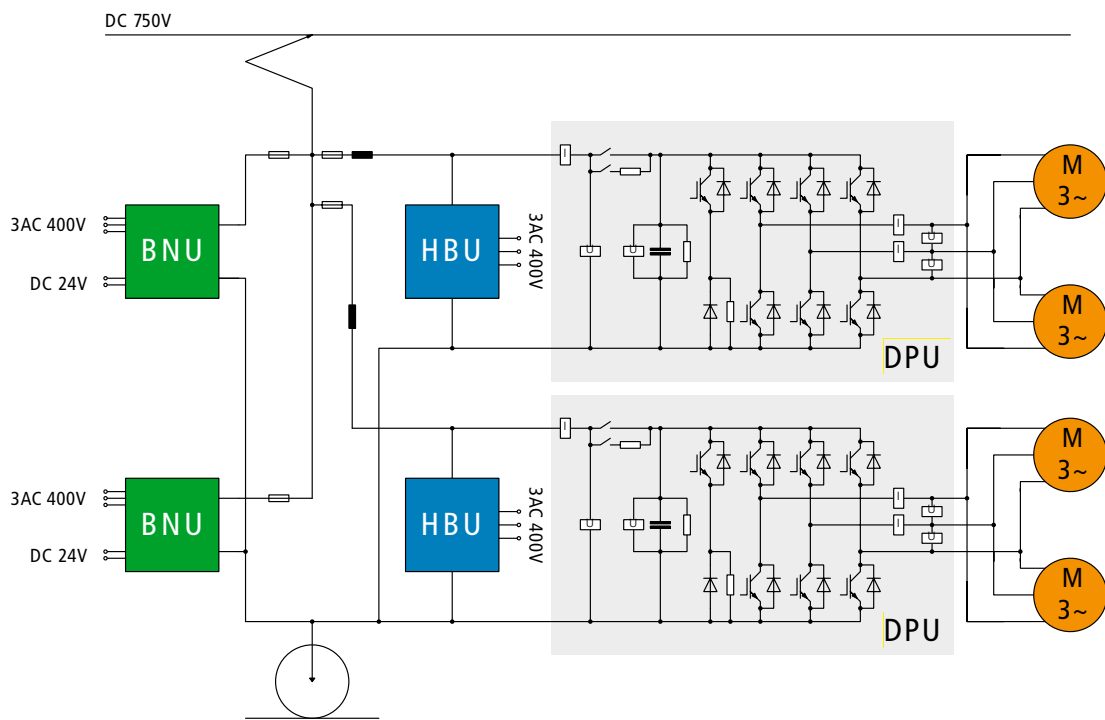 DC 750V
3AC 400V
DC 24V
BNU
HBU
3AC 400V
I
U
U
I
I
U
U
DPU
M
3~
M
3~
3AC 400V
DC 24V
BNU
HBU
3AC 400V
I
U
U
I
I
U
U
DPU
M
3~
M
3~